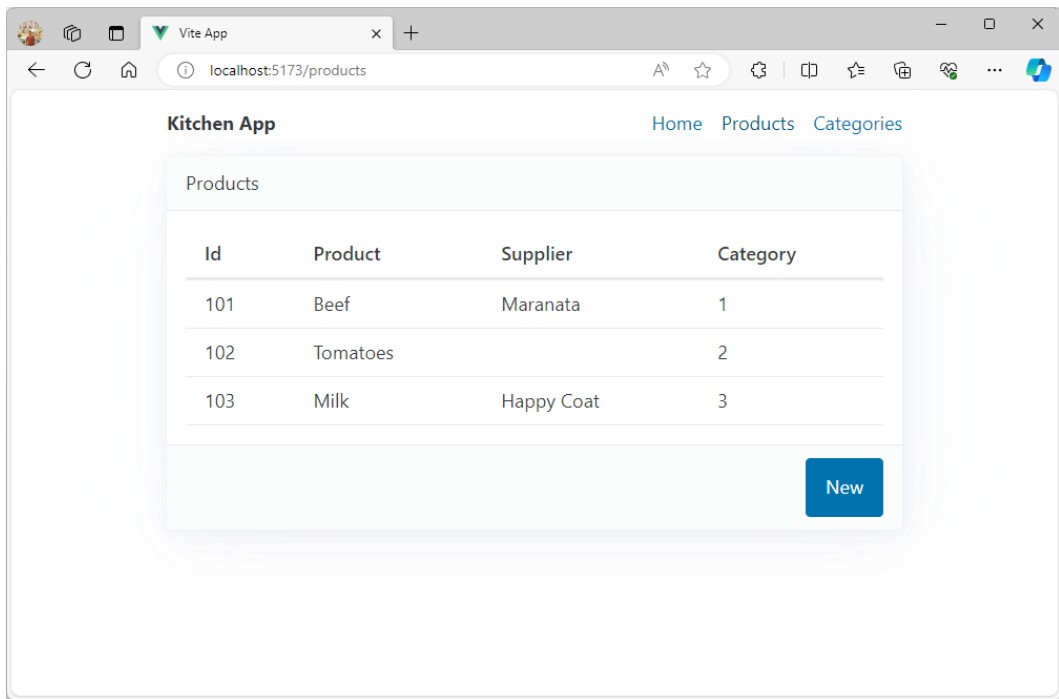 Vite App
localhost:5173/products
Kitchen App Home Products Categories
Products
Id Product Supplier Category
101 Beef Maranata 1
102 Tomatoes 2
103 Milk Happy Coat 3
New